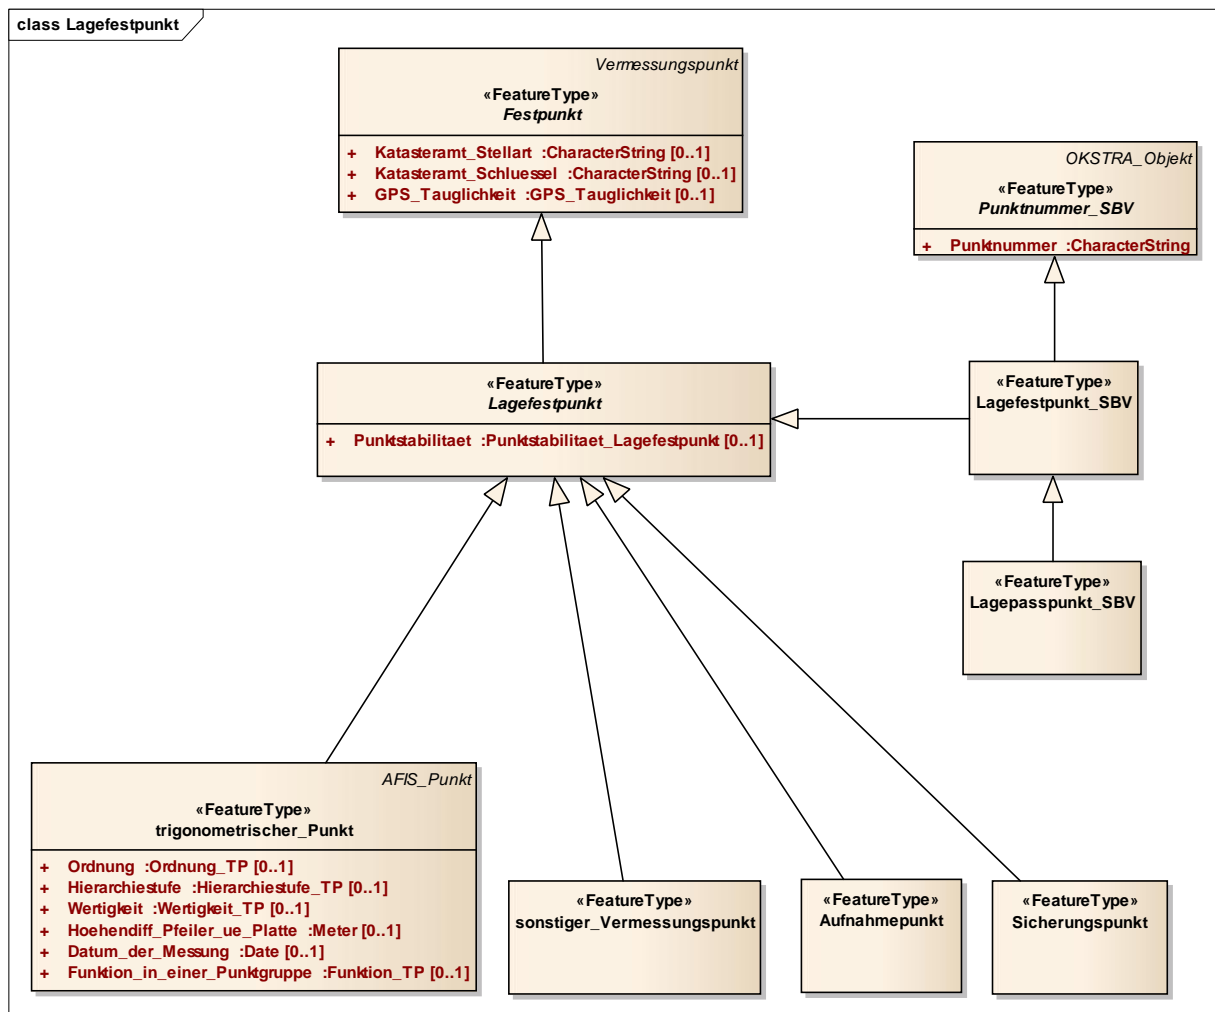 class Lagefestpunkt
Vermessungspunkt
«FeatureType»
Festpunkt
+ Katasteramt_Stellart :CharacterString [0..1]
+ Katasteramt_Schluessel :CharacterString [0..1]
+ GPS_Tauglichkeit :GPS_Tauglichkeit [0..1]
OKSTRA_Objekt
«FeatureType»
Punktnummer_SBV
+ Punktnummer :CharacterString
«FeatureType»
Lagefestpunkt
+ Punktstabilitaet :Punktstabilitaet_Lagefestpunkt [0..1]
«FeatureType»
Lagefestpunkt_SBV
«FeatureType»
Lagepasspunkt_SBV
AFIS_Punkt
«FeatureType»
trigonometrischer_Punkt
+ Ordnung :Ordnung_TP [0..1]
+ Hierarchiestufe :Hierarchiestufe_TP [0..1]
+ Wertigkeit :Wertigkeit_TP [0..1]
+ Hoehendiff_Pfeiler_ue_Platte :Meter [0..1]
+ Datum_der_Messung :Date [0..1]
+ Funktion_in_einer_Punktgruppe :Funktion_TP [0..1]
«FeatureType»
sonstiger_Vermessungspunkt
«FeatureType»
Aufnahmepunkt
«FeatureType»
Sicherungspunkt